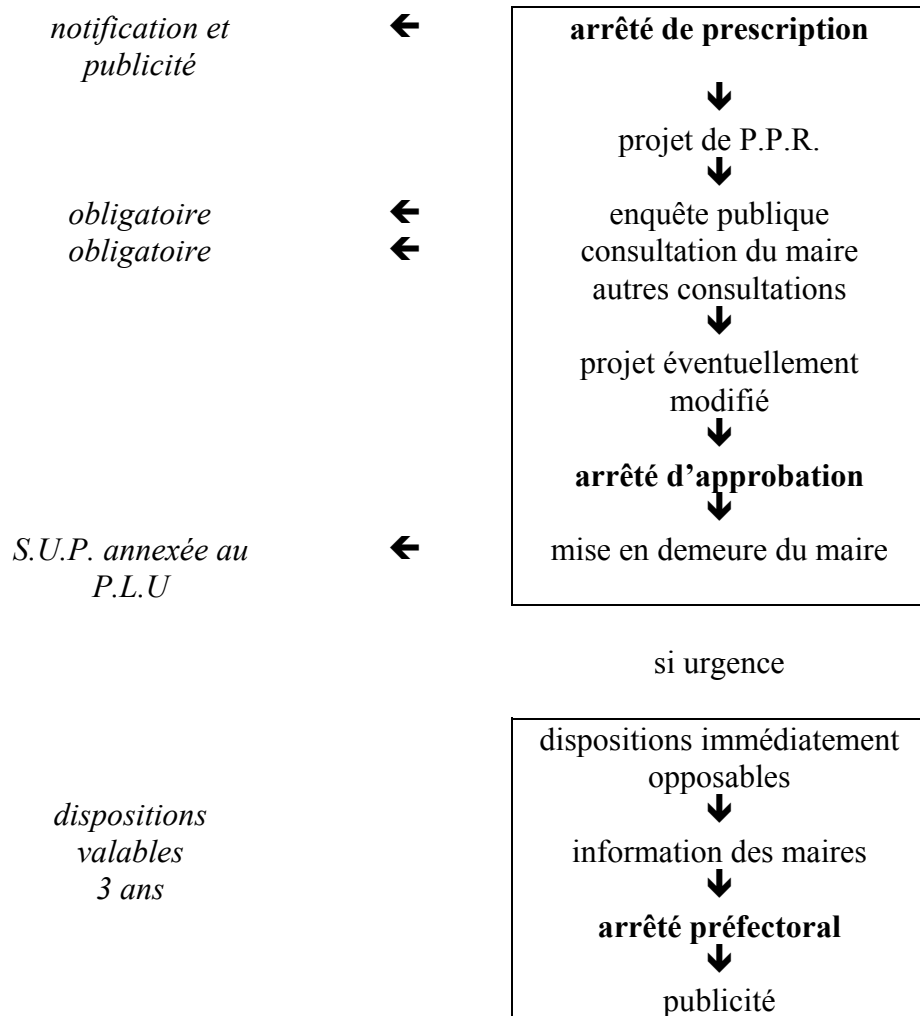 notification et
publicité
🡸
arrêté de prescription
🡻
projet de P.P.R.
🡻
obligatoire 🡸 enquête publique
obligatoire 🡸 consultation du maire
autres consultations
🡻
projet éventuellement
modifié
🡻
arrêté d’approbation
🡻
S.U.P. annexée au
P.L.U
🡸
mise en demeure du maire
si urgence
dispositions immédiatement
opposables
🡻
dispositions
valables
3 ans
information des maires
🡻
arrêté préfectoral
🡻
publicité